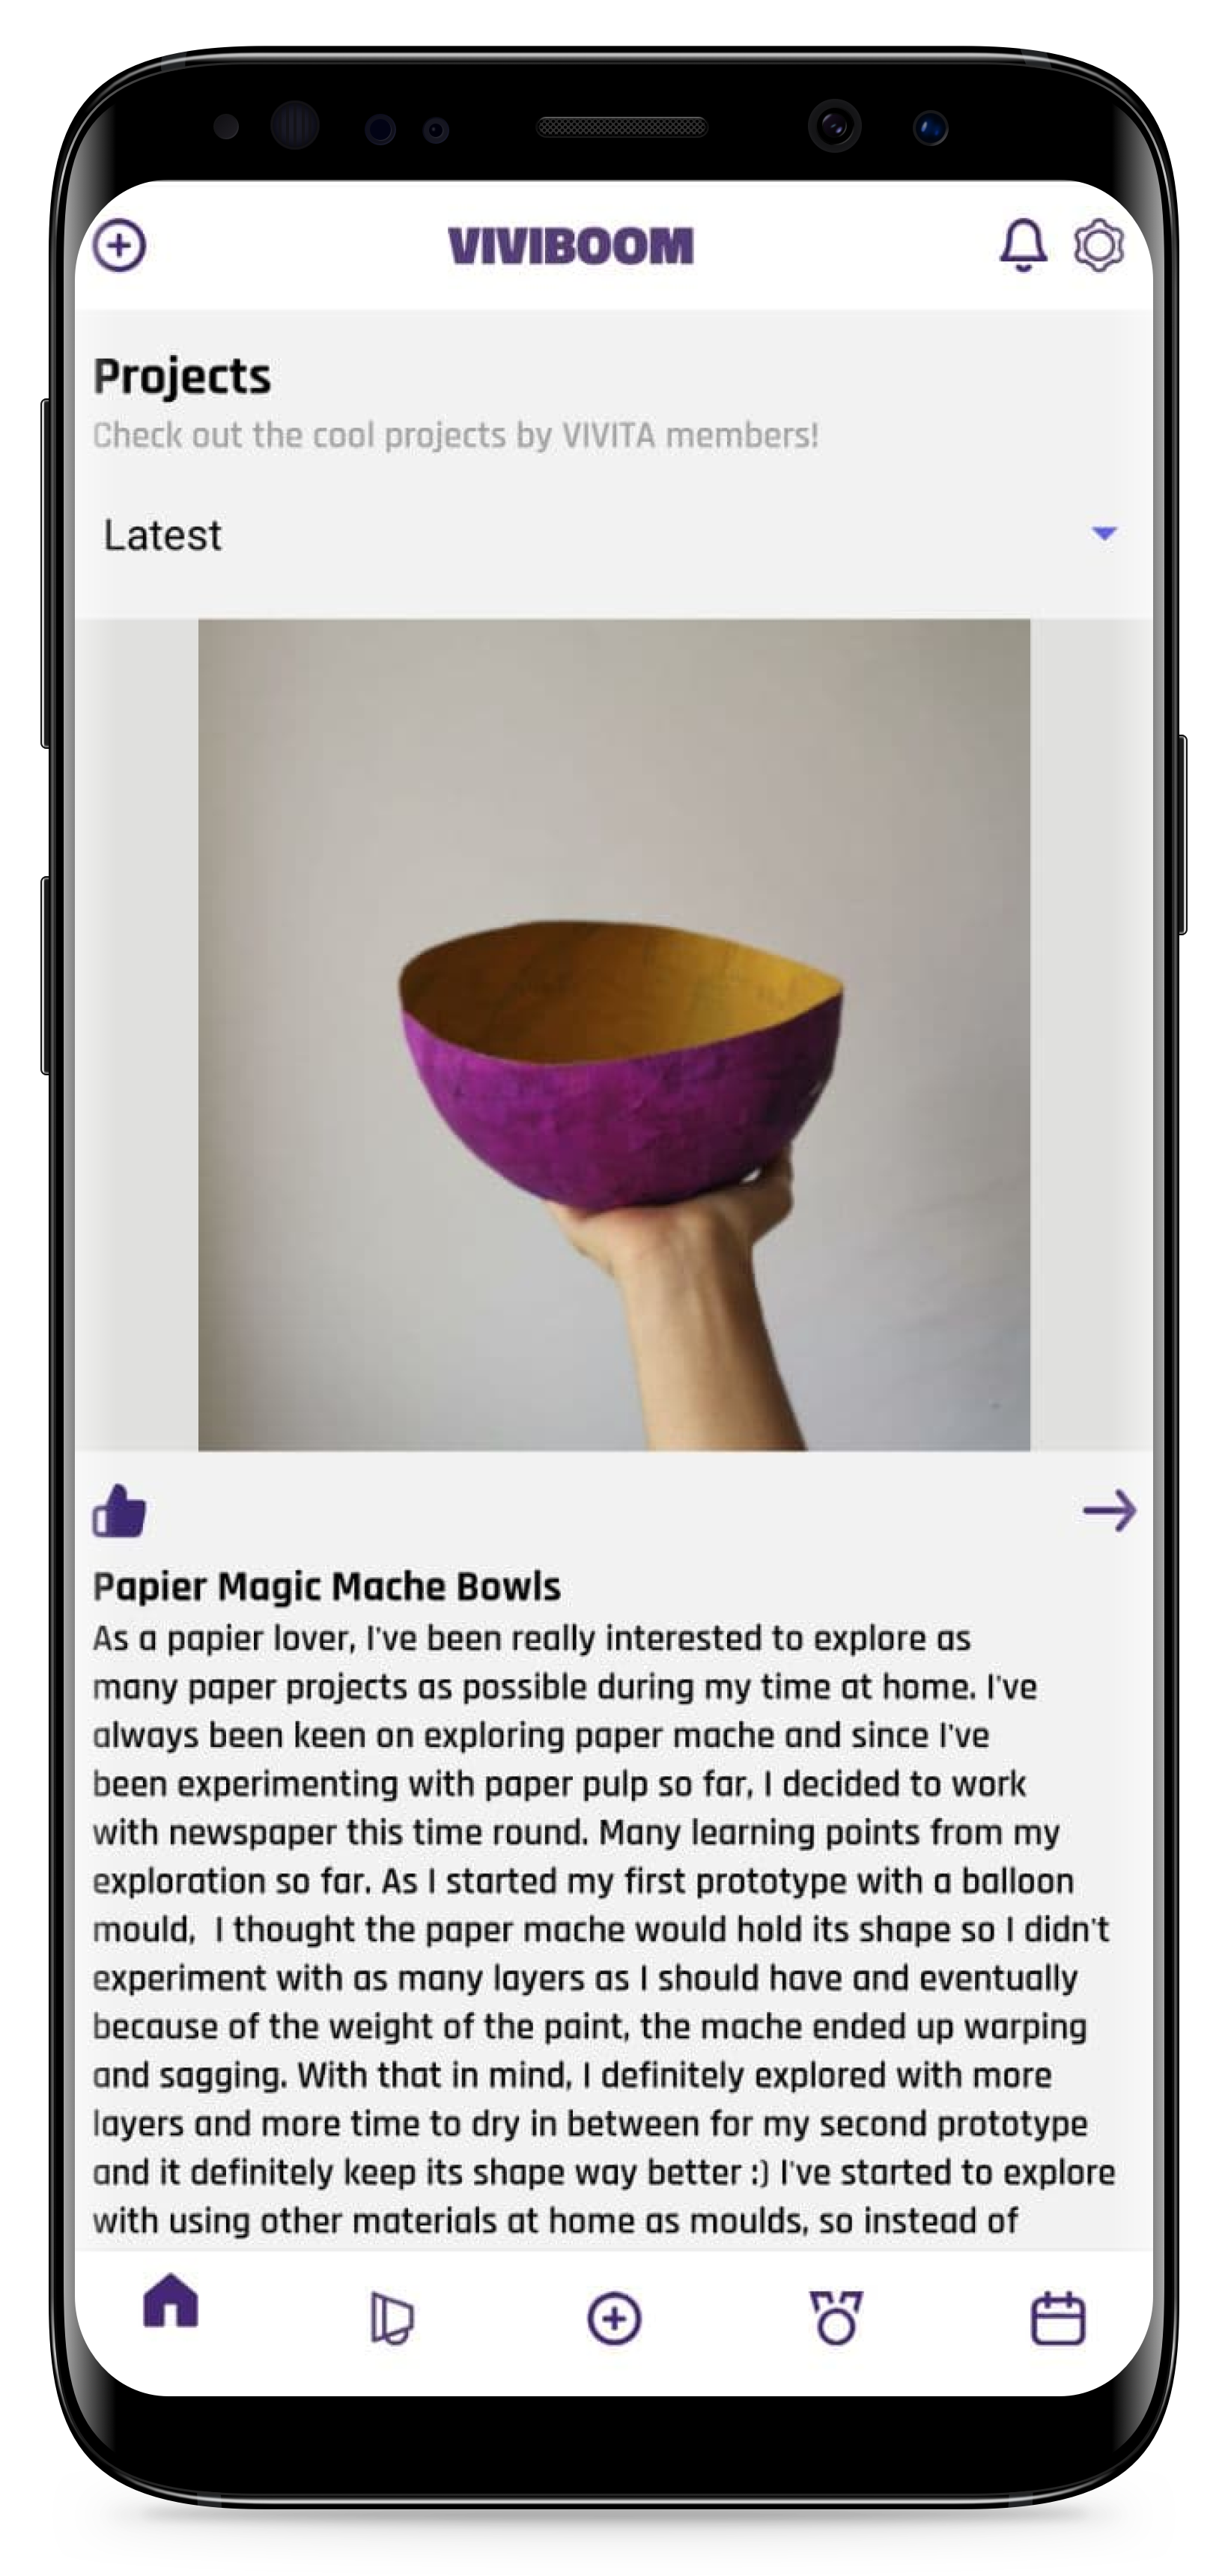 VIVIBOOM
Projects
Check out the cool projects by VIVITA members!
Latest
Papier Magic Mache Bowls
As a papier lover, I've been really interested to explore as
many paper projects as possible during my time at home. I've
always been keen on exploring paper mache and since I've
been experimenting with paper pulp so far, I decided to work
with newspaper this time round. Many learning points from my
exploration so far. As I started my first prototype with a balloon
mould,  I thought the paper mache would hold its shape so I didn't
experiment with as many layers as I should have and eventually
because of the weight of the paint, the mache ended up warping
and sagging. With that in mind, I definitely explored with more
layers and more time to dry in between for my second prototype
and it definitely keep its shape way better :) I've started to explore
with using other materials at home as moulds, so instead of